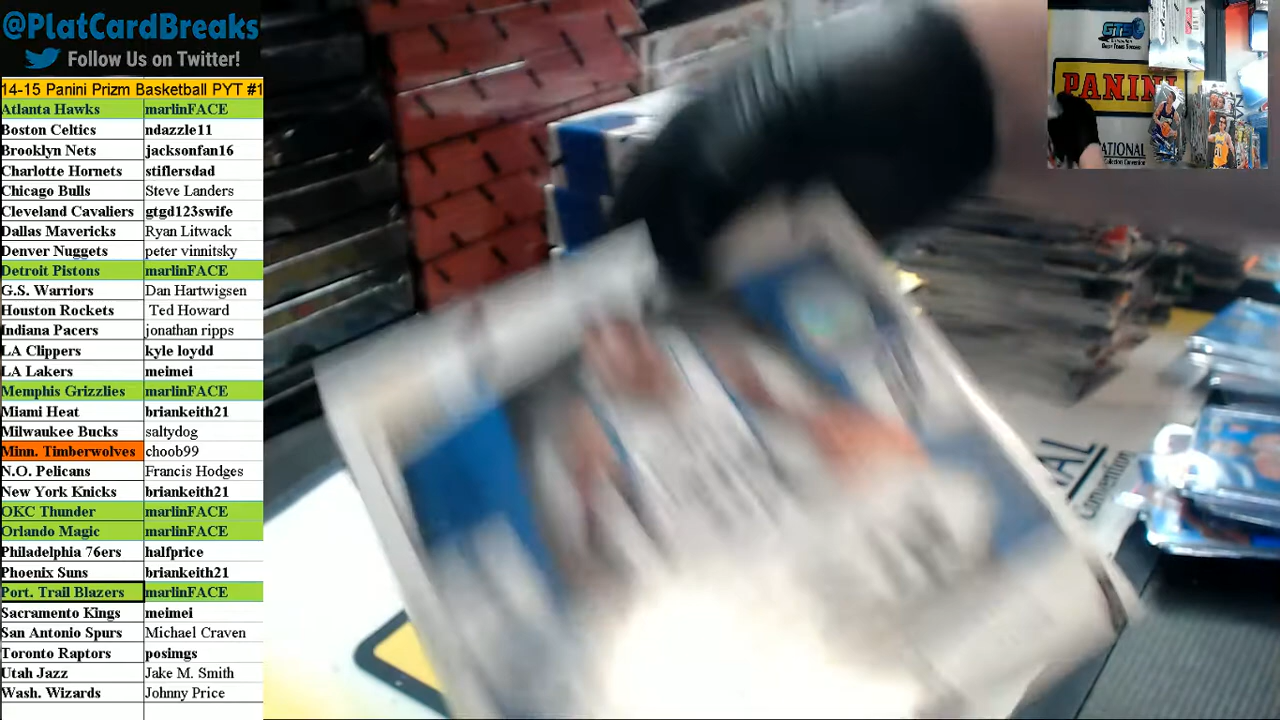 @PlatCardBreaks
Follow Us on Twitter!
14-15 Panini Prizm Basketball PYT #1
Atlanta Hawks marlinFACE
Boston Celtics ndazzle11
Brooklyn Nets jacksonfan16
Charlotte Hornets stiflersdad
Chicago Bulls Steve Landers
Cleveland Cavaliers gtgd123swife
Dallas Mavericks Ryan Litwack
Denver Nuggets peter vinnitsky
Detroit Pistons marlinFACE
G.S. Warriors Dan Hartwigsen
Houston Rockets Ted Howard
Indiana Pacers jonathan ripps
LA Clippers kyle loydd
LA Lakers meimei
Memphis Grizzlies marlinFACE
Miami Heat briankeith21
Milwaukee Bucks saltydog
Minn. Timberwolves choob99
N.O. Pelicans Francis Hodges
New York Knicks briankeith21
OKC Thunder marlinFACE
Orlando Magic marlinFACE
Philadelphia 76ers halfprice
Phoenix Suns briankeith21
Port. Trail Blazers marlinFACE
Sacramento Kings meimei
San Antonio Spurs Michael Craven
Toronto Raptors posimgs
Utah Jazz Jake M. Smith
Wash. Wizards Johnny Price
GTS
PANINI
ATIONAL
Convention